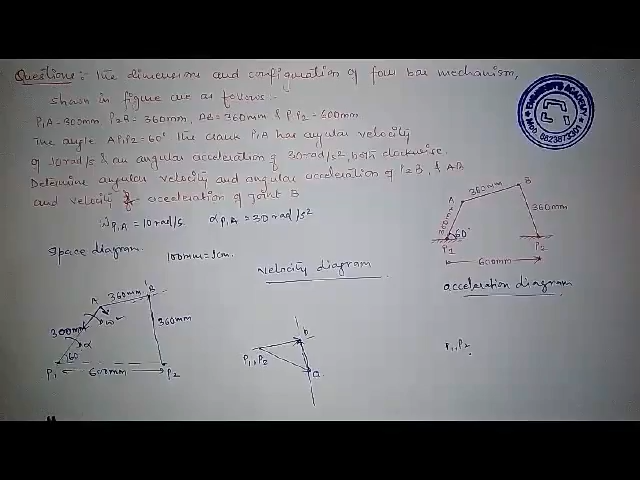 Question:- The dimensions and configuration of four bar mechanism,
shown in figure are as follows:-
P1A = 300mm, P2B = 360mm, AB = 360mm & P1P2 = 600mm
The angle AP1P2 = 60° The crank P1A has angular velocity
of 10 rad/s & an angular acceleration of 30 rad/s², both clockwise.
Determine angular velocity and angular acceleration of P2B, & AB
and velocity & acceleration of joint B
P1A = 10 rad/s. αP1A = 30 rad/s²
Space diagram. 100mm = 1cm.
velocity diagram
acceleration diagram
A 360mm B
300mm
360mm
60°
P1 P2
600mm
A 360mm B
300mm
360mm
α
60
P1 600mm P2
P1,P2
b
a
P1,P2